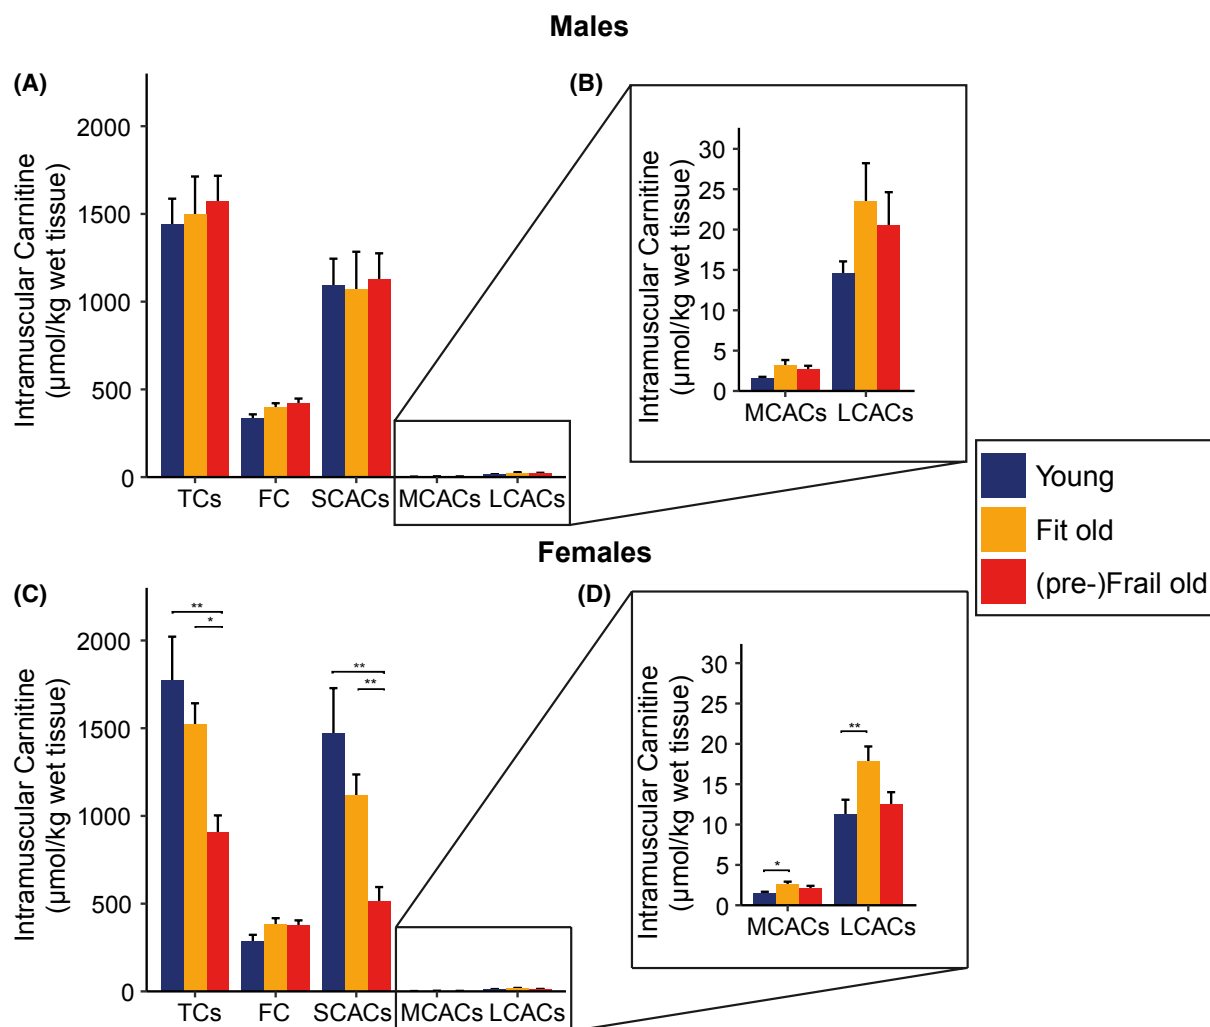 Males
(A)
Intramuscular Carnitine
(µmol/kg wet tissue)
2000
1500
1000
500
0
TCs FC SCACs MCACs LCACs
(B)
Intramuscular Carnitine
(µmol/kg wet tissue)
30
25
20
15
10
5
0
MCACs LCACs
Young
Fit old
(pre-)Frail old
Females
(C)
Intramuscular Carnitine
(µmol/kg wet tissue)
2000
1500
1000
500
0
**
*
**
**
TCs FC SCACs MCACs LCACs
(D)
Intramuscular Carnitine
(µmol/kg wet tissue)
30
25
20
15
10
5
0
**
*
MCACs LCACs